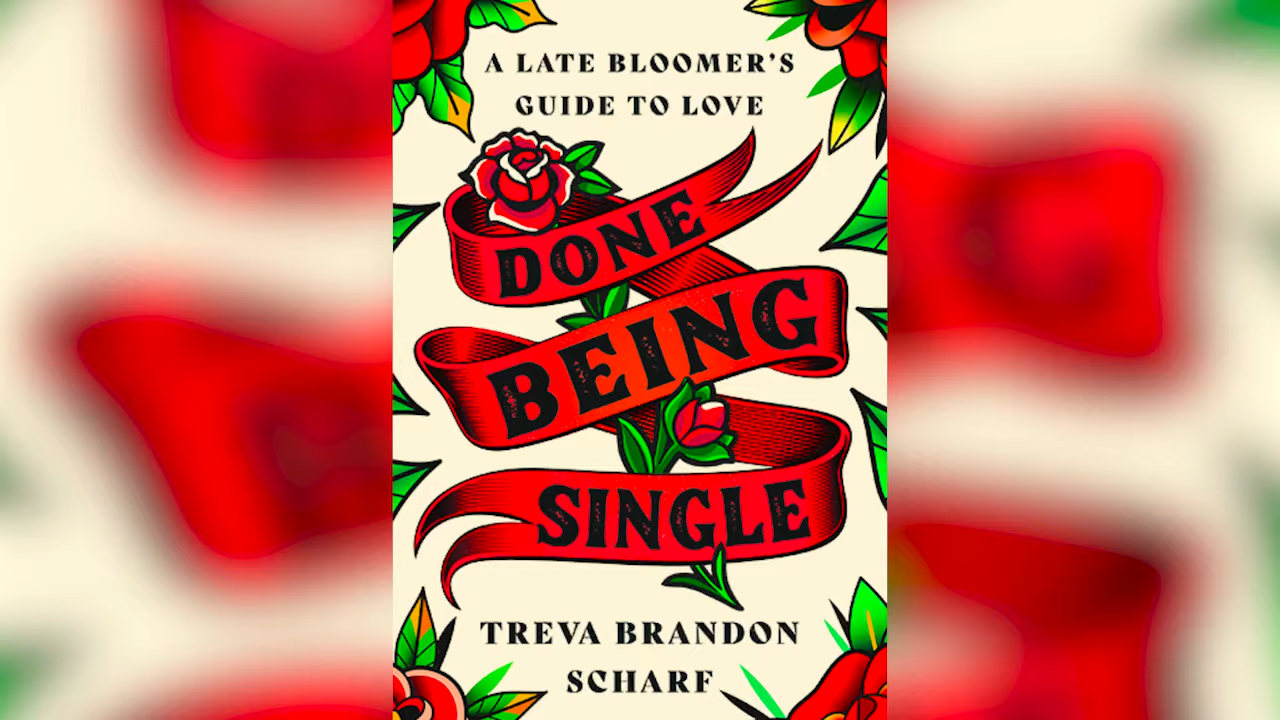 A LATE BLOOMER'S
GUIDE TO LOVE
DONE
BEING
SINGLE
TREVA BRANDON
SCHARF